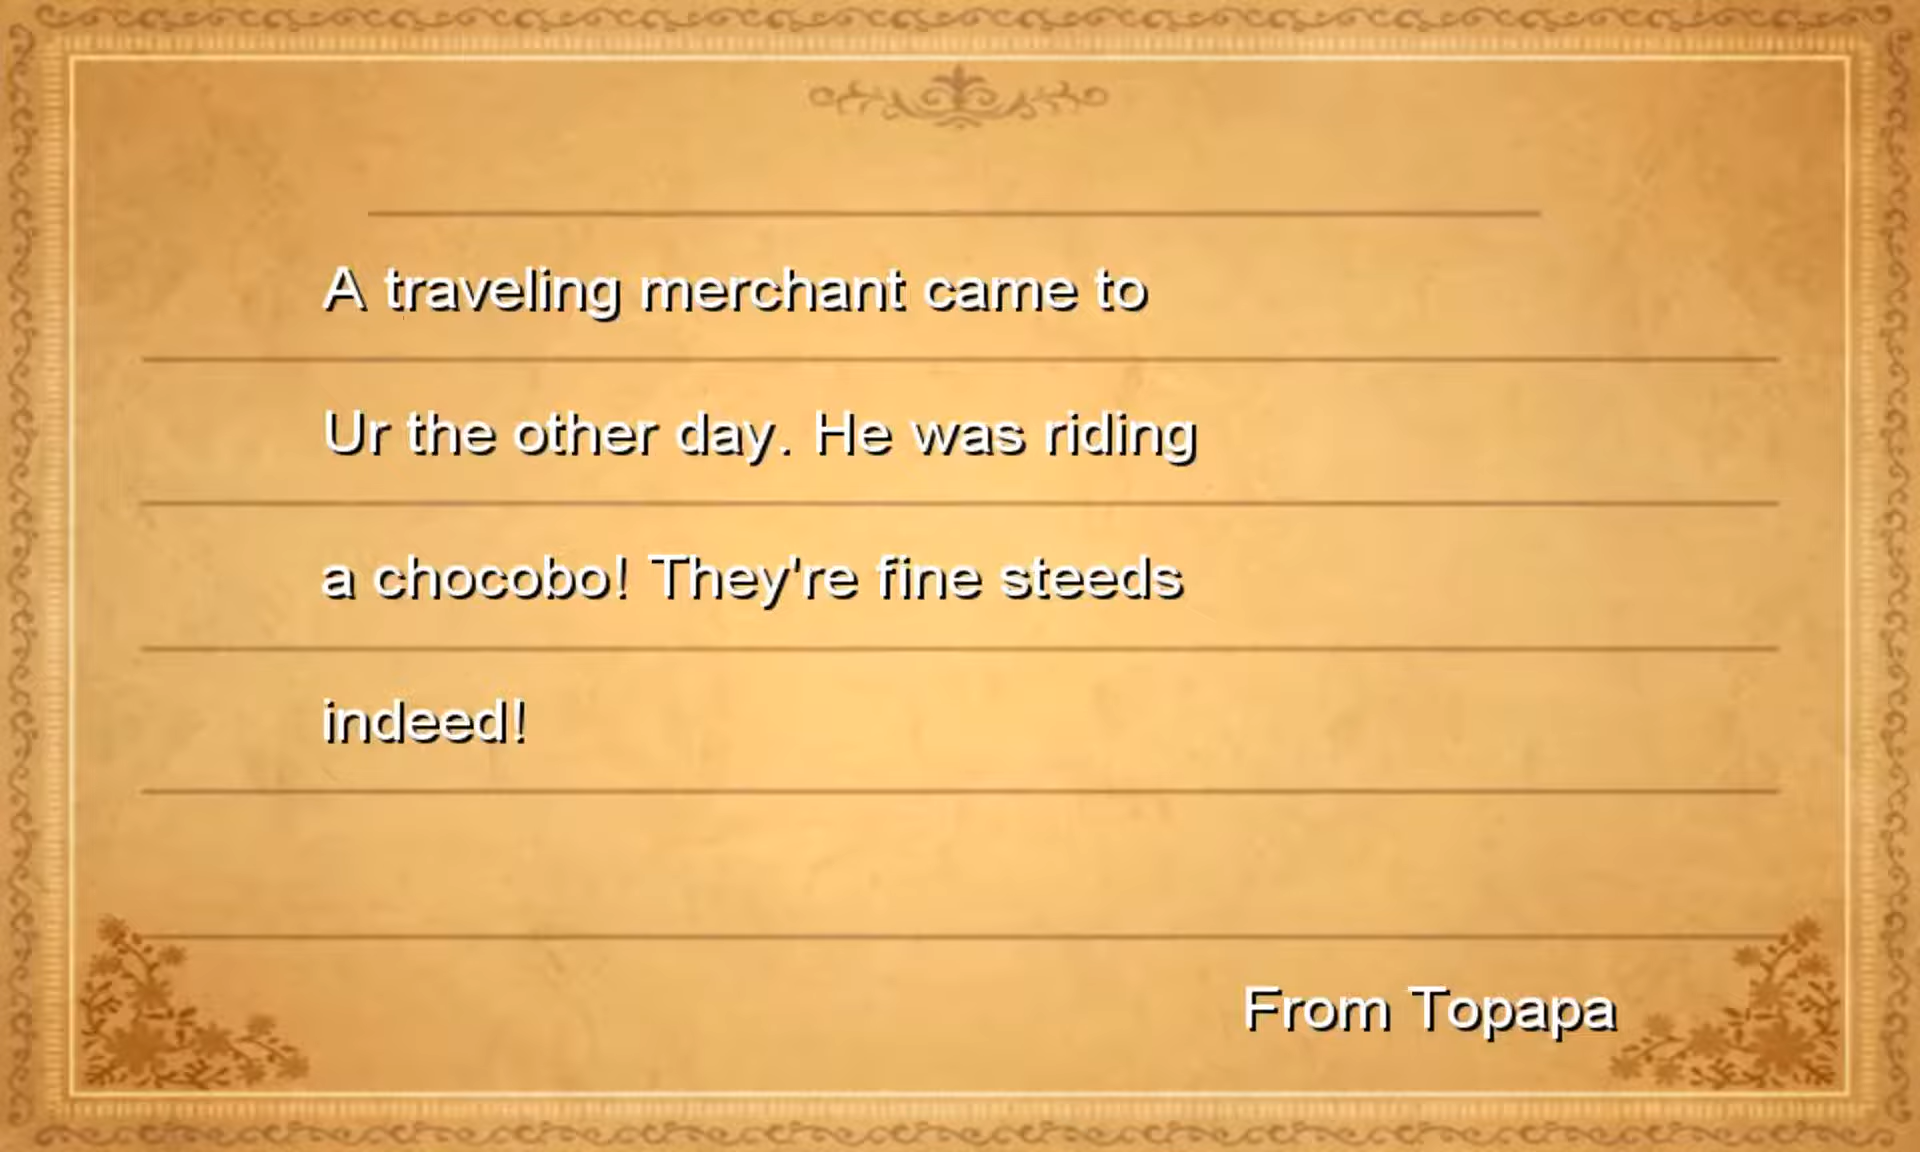 A traveling merchant came to
Ur the other day. He was riding
a chocobo! They're fine steeds
indeed!
From Topapa